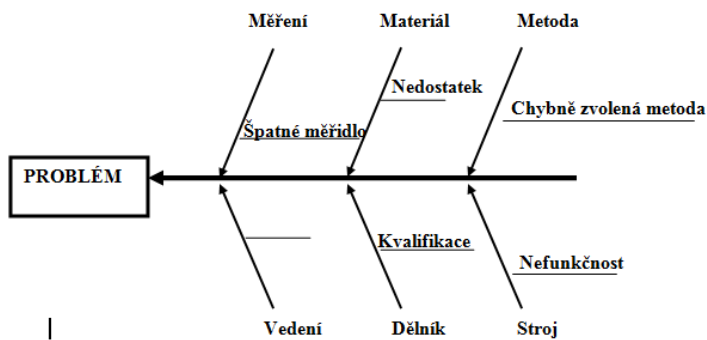 Měření Materiál Metoda
Nedostatek
Chybně zvolená metoda
Špatné měřidlo
PROBLÉM
Kvalifikace
Nefunkčnost
Vedení Dělník Stroj